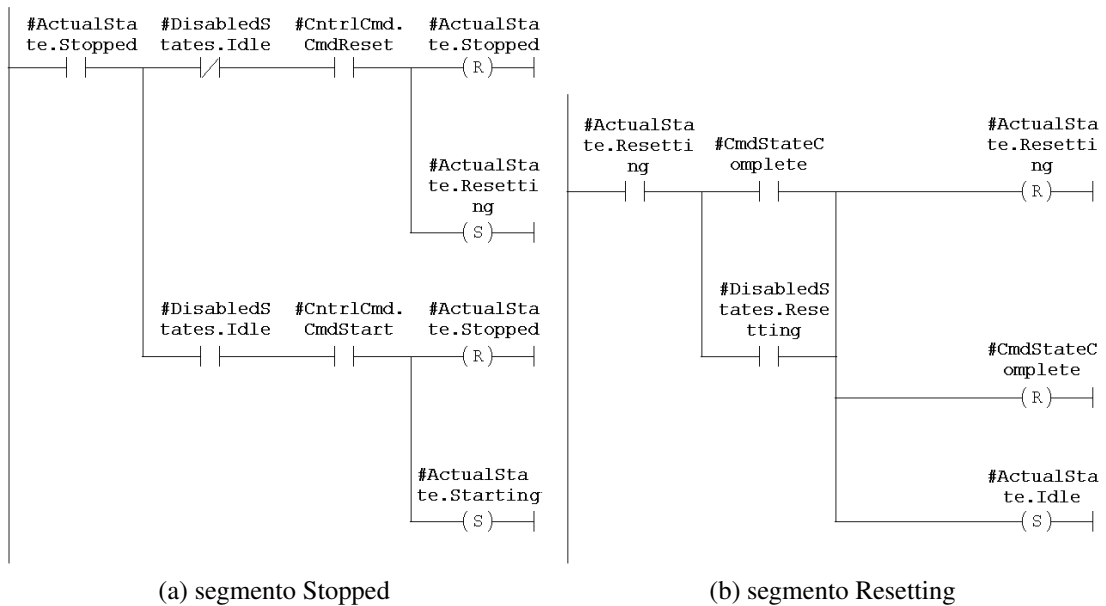 #ActualSta #DisabledS #CntrlCmd. #ActualSta
te.Stopped tates.Idle CmdReset te.Stopped
R
#ActualSta
te.Resetti
ng
S
#DisabledS #CntrlCmd. #ActualSta
tates.Idle CmdStart te.Stopped
R
#ActualSta
te.Starting
S
(a) segmento Stopped
#ActualSta
te.Resetti
ng
#CmdStateC
omplete
#ActualSta
te.Resetti
ng
R
#DisabledS
tates.Rese
tting
#CmdStateC
omplete
R
#ActualSta
te.Idle
S
(b) segmento Resetting